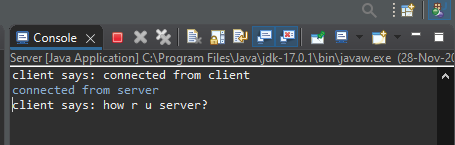 Console
Server [Java Application] C:\Program Files\Java\jdk-17.0.1\bin\javaw.exe (28-Nov-20
client says: connected from client
connected from server
client says: how r u server?